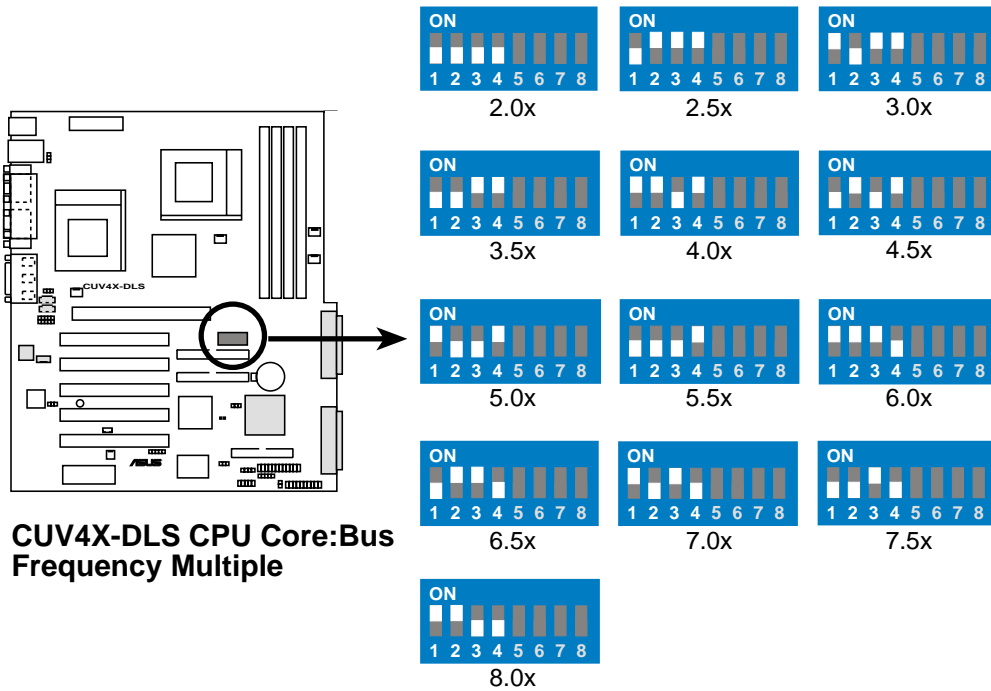 ON
1 2 3 4 5 6 7 8
2.0x
ON
1 2 3 4 5 6 7 8
2.5x
ON
1 2 3 4 5 6 7 8
3.0x
ON
1 2 3 4 5 6 7 8
3.5x
ON
1 2 3 4 5 6 7 8
4.0x
ON
1 2 3 4 5 6 7 8
4.5x
CUV4X-DLS
ON
1 2 3 4 5 6 7 8
5.0x
ON
1 2 3 4 5 6 7 8
5.5x
ON
1 2 3 4 5 6 7 8
6.0x
ASUS
ON
1 2 3 4 5 6 7 8
6.5x
ON
1 2 3 4 5 6 7 8
7.0x
ON
1 2 3 4 5 6 7 8
7.5x
CUV4X-DLS CPU Core:Bus
Frequency Multiple
ON
1 2 3 4 5 6 7 8
8.0x